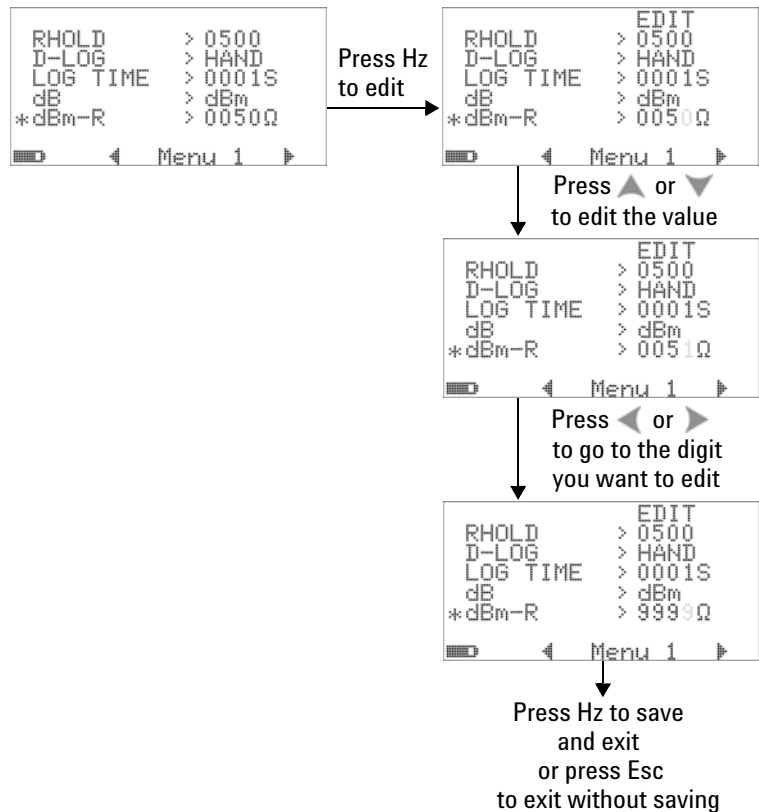 RHOLD > 0500
D-LOG > HAND
LOG TIME > 0001S
dB > dBm
*dBm-R > 0050Ω
Menu 1
Press Hz
to edit
EDIT
RHOLD > 0500
D-LOG > HAND
LOG TIME > 0001S
dB > dBm
*dBm-R > 0050Ω
Menu 1
Press ▲ or ▼
to edit the value
EDIT
RHOLD > 0500
D-LOG > HAND
LOG TIME > 0001S
dB > dBm
*dBm-R > 0051Ω
Menu 1
Press ◀ or ▶
to go to the digit
you want to edit
EDIT
RHOLD > 0500
D-LOG > HAND
LOG TIME > 0001S
dB > dBm
*dBm-R > 9999Ω
Menu 1
Press Hz to save
and exit
or press Esc
to exit without saving